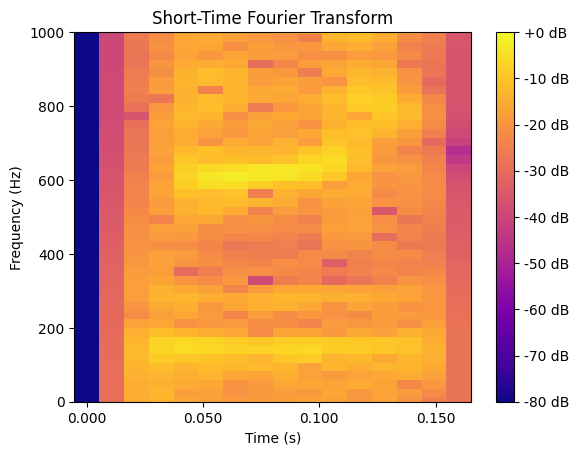 Short-Time Fourier Transform
1000
800
600
400
200
0
Frequency (Hz)
0.000
0.050
0.100
0.150
Time (s)
+0 dB
-10 dB
-20 dB
-30 dB
-40 dB
-50 dB
-60 dB
-70 dB
-80 dB